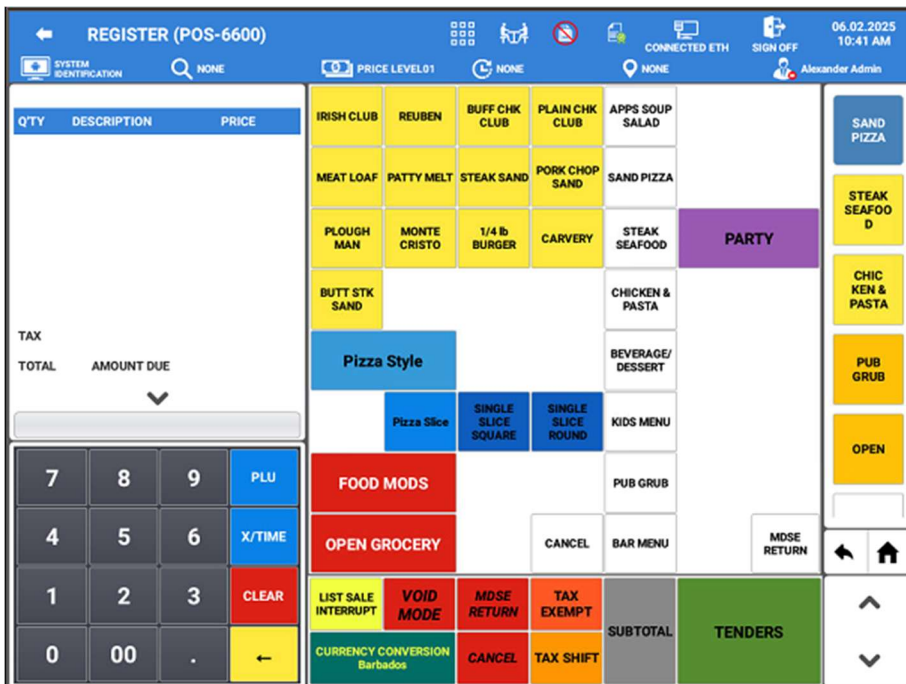 REGISTER (POS-6600)
CONNECTED ETH
SIGN OFF
06.02.2025
10:41 AM
SYSTEM
IDENTIFICATION
NONE
PRICE LEVEL01
NONE
NONE
Alexander Admin
Q'TY DESCRIPTION PRICE
TAX
TOTAL AMOUNT DUE
7 8 9 PLU
4 5 6 X/TIME
1 2 3 CLEAR
0 00 . ←
IRISH CLUB
REUBEN
BUFF CHK
CLUB
PLAIN CHK
CLUB
APPS SOUP
SALAD
MEAT LOAF
PATTY MELT
STEAK SAND
PORK CHOP
SAND
SAND PIZZA
PLOUGH
MAN
MONTE
CRISTO
1/4 lb
BURGER
CARVERY
STEAK
SEAFOOD
PARTY
BUTT STK
SAND
CHICKEN &
PASTA
Pizza Style
BEVERAGE/
DESSERT
Pizza Slice
SINGLE
SLICE
SQUARE
SINGLE
SLICE
ROUND
KIDS MENU
FOOD MODS
PUB GRUB
OPEN GROCERY
CANCEL
BAR MENU
MDSE
RETURN
LIST SALE
INTERRUPT
VOID
MODE
MDSE
RETURN
TAX
EXEMPT
SUBTOTAL
TENDERS
CURRENCY CONVERSION
Barbados
CANCEL
TAX SHIFT
SAND
PIZZA
STEAK
SEAFOO
D
CHIC
KEN &
PASTA
PUB
GRUB
OPEN